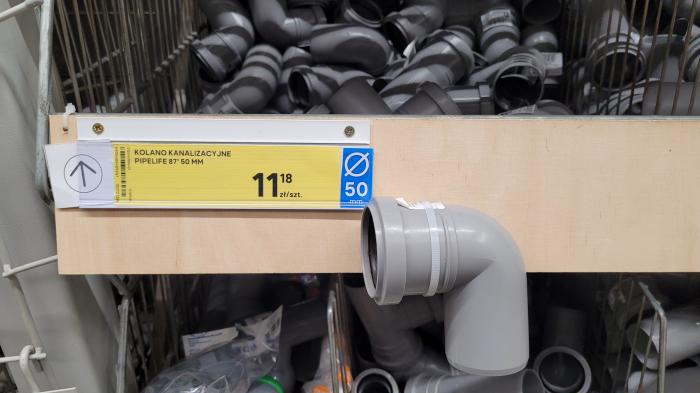 KOLANO KANALIZACYJNE
PIPELIFE 87° 50 MM
11 18
zł/szt.
Ø
50
mm